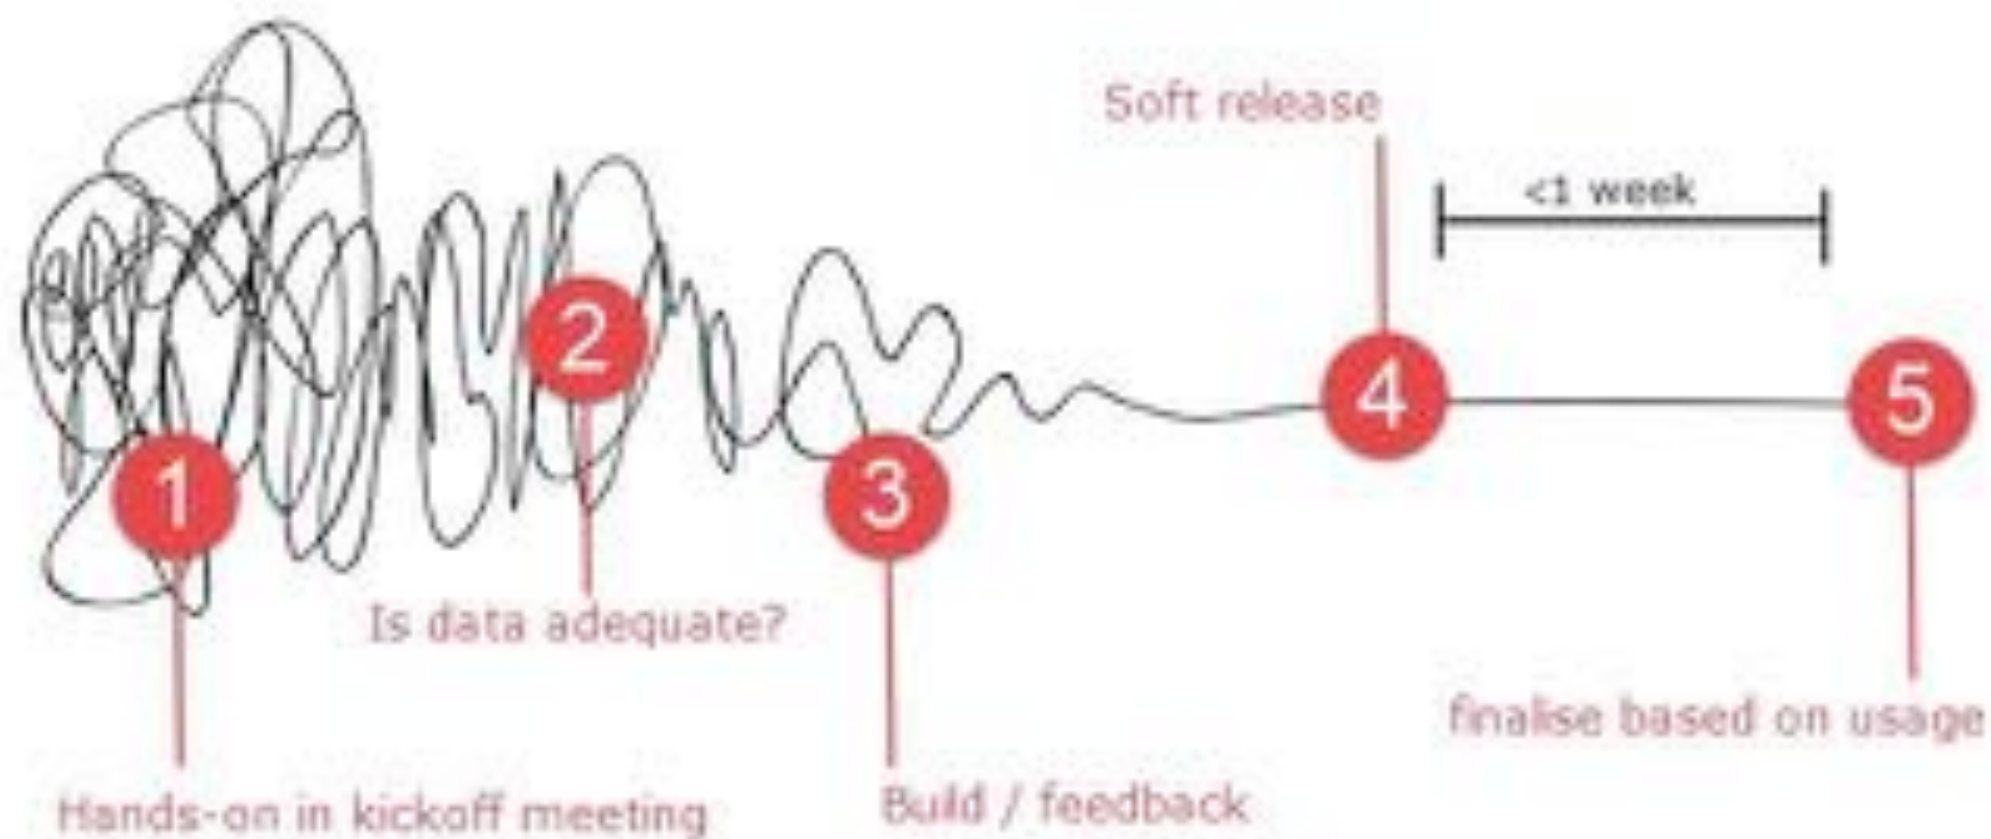 Soft release
<1 week
2
4
5
1
3
Is data adequate?
finalise based on usage
Hands-on in kickoff meeting
Build / feedback